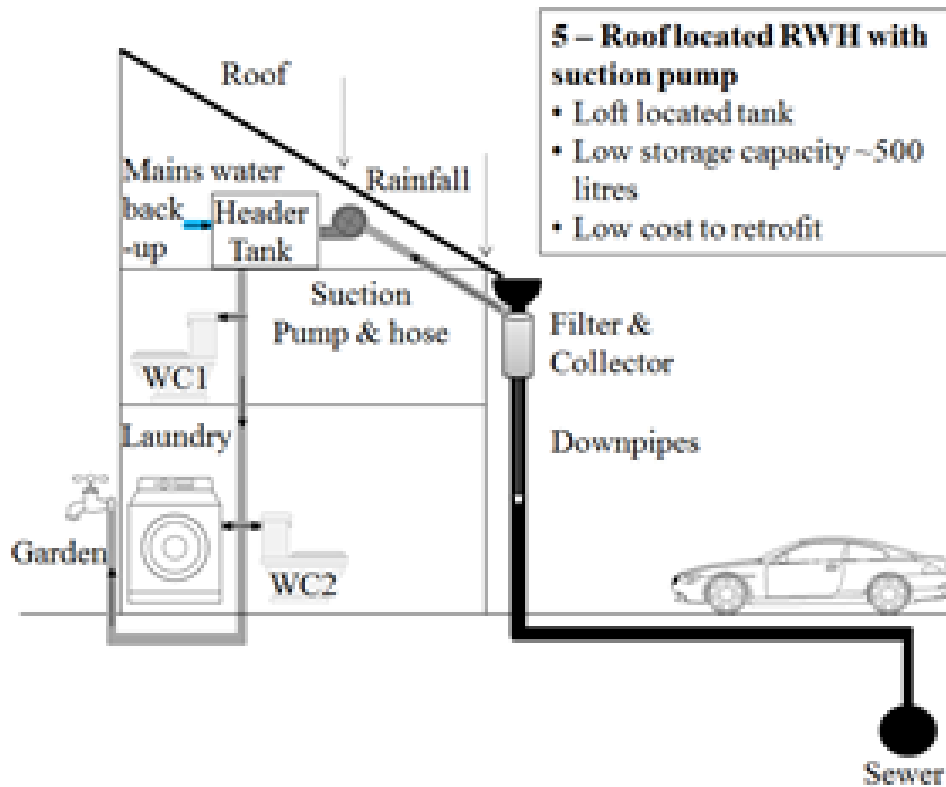 5 – Roof located RWH with
suction pump
• Loft located tank
• Low storage capacity ~500
litres
• Low cost to retrofit
Roof
Rainfall
Mains water
back
-up
Header
Tank
Suction
Pump & hose
Filter &
Collector
WC1
Laundry
Downpipes
Garden
WC2
Sewer